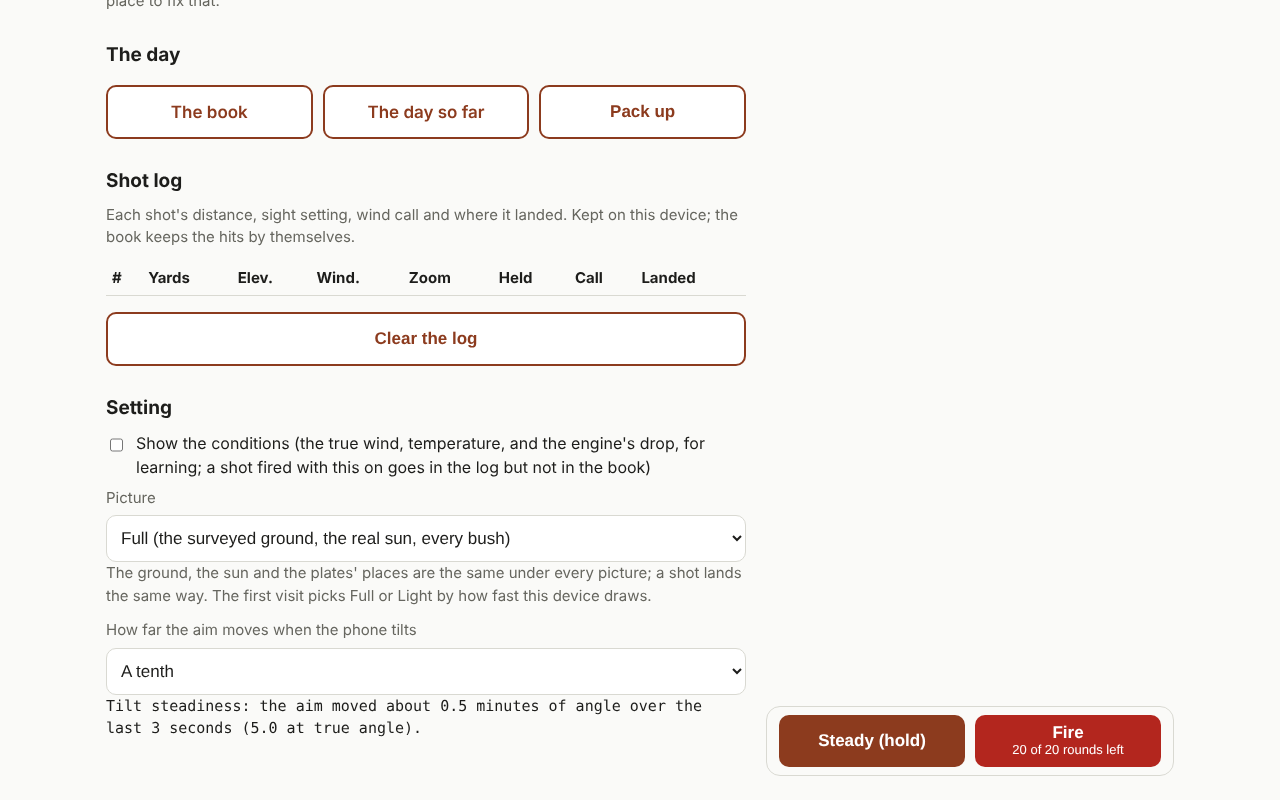 place to fix that.
The day
The book
The day so far
Pack up
Shot log
Each shot's distance, sight setting, wind call and where it landed. Kept on this device; the
book keeps the hits by themselves.
# Yards Elev. Wind. Zoom Held Call Landed
Clear the log
Setting
Show the conditions (the true wind, temperature, and the engine's drop, for
learning; a shot fired with this on goes in the log but not in the book)
Picture
Full (the surveyed ground, the real sun, every bush)
The ground, the sun and the plates' places are the same under every picture; a shot lands
the same way. The first visit picks Full or Light by how fast this device draws.
How far the aim moves when the phone tilts
A tenth
Tilt steadiness: the aim moved about 0.5 minutes of angle over the
last 3 seconds (5.0 at true angle).
Steady (hold)
Fire
20 of 20 rounds left